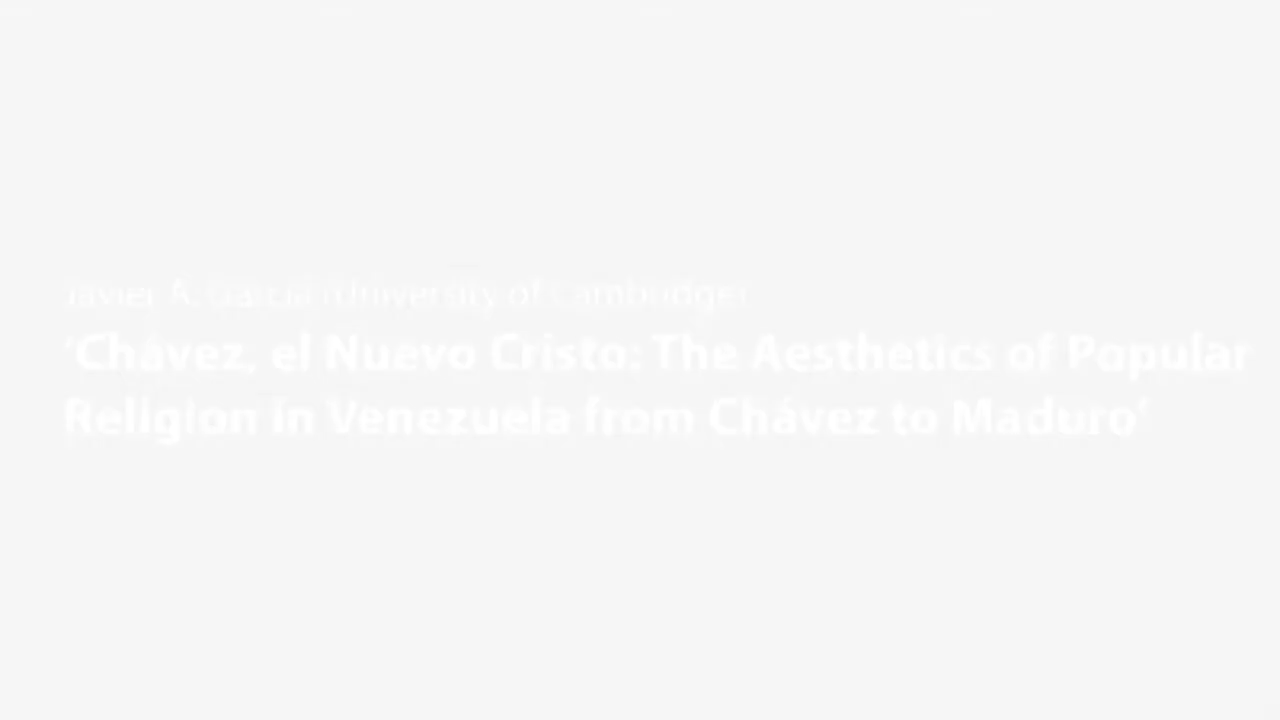 Javier A. Garcia (University of Cambridge)
‘Chávez, el Nuevo Cristo: The Aesthetics of Popular
Religion in Venezuela from Chávez to Maduro’